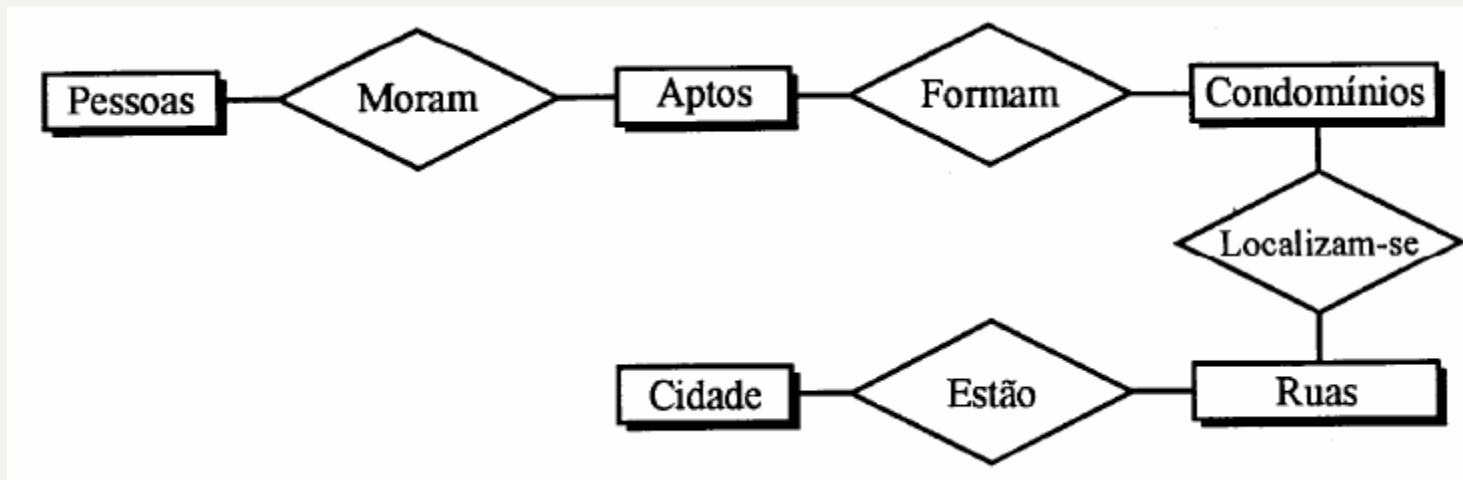 Pessoas Moram Aptos Formam Condomínios
Localizam-se
Cidade Estão Ruas